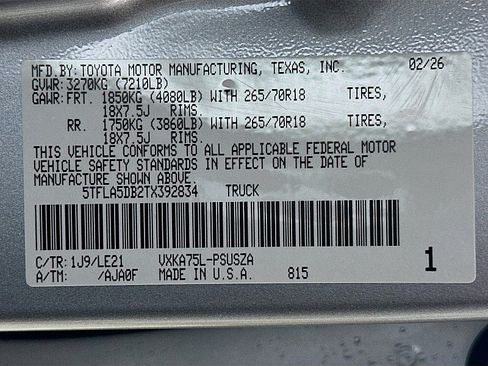 MFD.BY:TOYOTA MOTOR MANUFACTURING, TEXAS, INC. 02/26
GVWR: 3270KG (7210LB)
GAWR:FRT. 1850KG (4080LB) WITH 265/70R18 TIRES,
18X7.5J RIMS.
RR. 1750KG (3860LB) WITH 265/70R18 TIRES,
18X7.5J RIMS.
THIS VEHICLE CONFORMS TO ALL APPLICABLE FEDERAL MOTOR
VEHICLE SAFETY STANDARDS IN EFFECT ON THE DATE OF
MANUFACTURE SHOWN ABOVE.
5TFLA5DB2TX392834 TRUCK
C/TR:1J9/LE21 VXKA75L-PSUSZA
A/TM: /AJA0F MADE IN U.S.A. 815 1